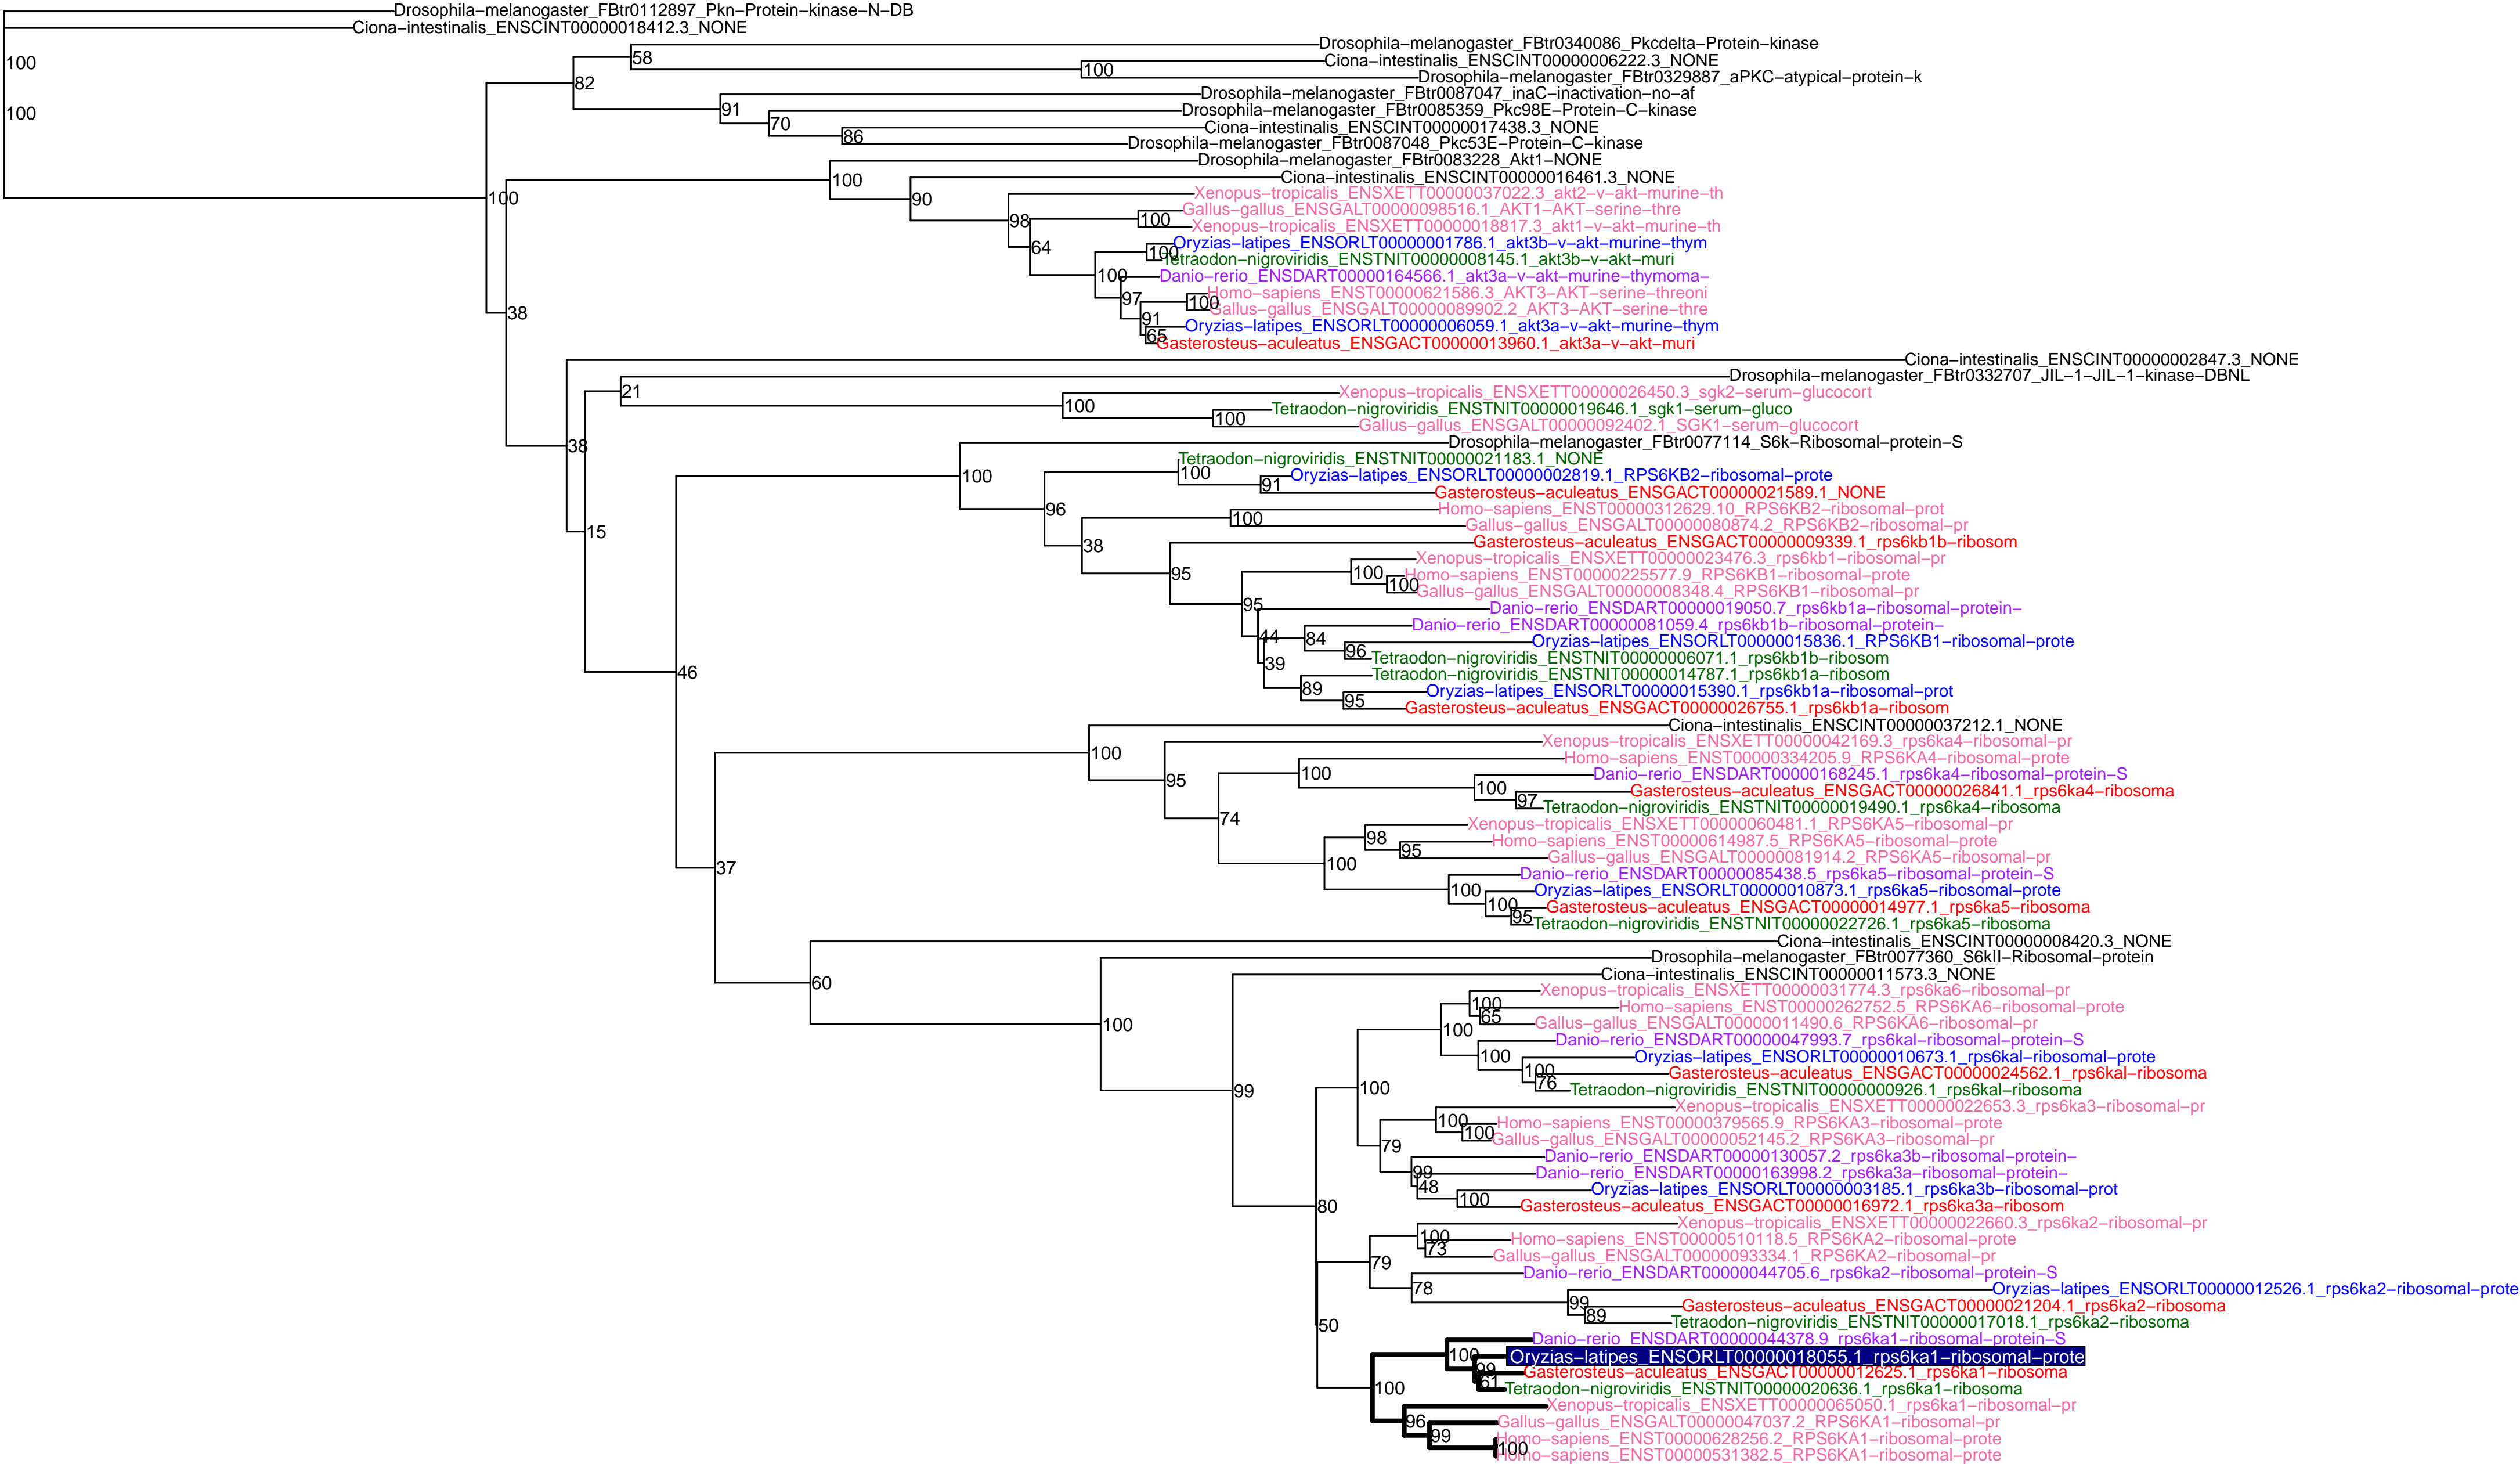 Drosophila−melanogaster_FBtr0112897_Pkn−Protein−kinase−N−DB
Ciona−intestinalis_ENSCINT00000018412.3_NONE
Drosophila−melanogaster_FBtr0340086_Pkcdelta−Protein−kinase
58
100
Ciona−intestinalis_ENSCINT00000006222.3_NONE
100
Drosophila−melanogaster_FBtr0329887_aPKC−atypical−protein−k
82
Drosophila−melanogaster_FBtr0087047_inaC−inactivation−no−af
91
Drosophila−melanogaster_FBtr0085359_Pkc98E−Protein−C−kinase
100
70
Ciona−intestinalis_ENSCINT00000017438.3_NONE
86
Drosophila−melanogaster_FBtr0087048_Pkc53E−Protein−C−kinase
Drosophila−melanogaster_FBtr0083228_Akt1−NONE
100
Ciona−intestinalis_ENSCINT00000016461.3_NONE
100
90
Xenopus−tropicalis_ENSXETT00000037022.3_akt2−v−akt−murine−th
Gallus−gallus_ENSGALT00000098516.1_AKT1−AKT−serine−thre
98
100
Xenopus−tropicalis_ENSXETT00000018817.3_akt1−v−akt−murine−th
64
Oryzias−latipes_ENSORLT00000001786.1_akt3b−v−akt−murine−thym
100
Tetraodon−nigroviridis_ENSTNIT00000008145.1_akt3b−v−akt−muri
100
Danio−rerio_ENSDART00000164566.1_akt3a−v−akt−murine−thymoma−
97
Homo−sapiens_ENST00000621586.3_AKT3−AKT−serine−threoni
100
Gallus−gallus_ENSGALT00000089902.2_AKT3−AKT−serine−thre
38
91
Oryzias−latipes_ENSORLT00000006059.1_akt3a−v−akt−murine−thym
65
Gasterosteus−aculeatus_ENSGACT00000013960.1_akt3a−v−akt−muri
Ciona−intestinalis_ENSCINT00000002847.3_NONE
Drosophila−melanogaster_FBtr0332707_JIL−1−JIL−1−kinase−DBNL
21
Xenopus−tropicalis_ENSXETT00000026450.3_sgk2−serum−glucocort
100
Tetraodon−nigroviridis_ENSTNIT00000019646.1_sgk1−serum−gluco
100
Gallus−gallus_ENSGALT00000092402.1_SGK1−serum−glucocort
38
Drosophila−melanogaster_FBtr0077114_S6k−Ribosomal−protein−S
Tetraodon−nigroviridis_ENSTNIT00000021183.1_NONE
100
100
Oryzias−latipes_ENSORLT00000002819.1_RPS6KB2−ribosomal−prote
91
Gasterosteus−aculeatus_ENSGACT00000021589.1_NONE
96
Homo−sapiens_ENST00000312629.10_RPS6KB2−ribosomal−prot
100
Gallus−gallus_ENSGALT00000080874.2_RPS6KB2−ribosomal−pr
15
38
Gasterosteus−aculeatus_ENSGACT00000009339.1_rps6kb1b−ribosom
95
Xenopus−tropicalis_ENSXETT00000023476.3_rps6kb1−ribosomal−pr
100
Homo−sapiens_ENST00000225577.9_RPS6KB1−ribosomal−prote
100
Gallus−gallus_ENSGALT00000008348.4_RPS6KB1−ribosomal−pr
95
Danio−rerio_ENSDART00000019050.7_rps6kb1a−ribosomal−protein−
44
Danio−rerio_ENSDART00000081059.4_rps6kb1b−ribosomal−protein−
84
Oryzias−latipes_ENSORLT00000015836.1_RPS6KB1−ribosomal−prote
96
Tetraodon−nigroviridis_ENSTNIT00000006071.1_rps6kb1b−ribosom
39
46
Tetraodon−nigroviridis_ENSTNIT00000014787.1_rps6kb1a−ribosom
89
Oryzias−latipes_ENSORLT00000015390.1_rps6kb1a−ribosomal−prot
95
Gasterosteus−aculeatus_ENSGACT00000026755.1_rps6kb1a−ribosom
Ciona−intestinalis_ENSCINT00000037212.1_NONE
100
Xenopus−tropicalis_ENSXETT00000042169.3_rps6ka4−ribosomal−pr
95
Homo−sapiens_ENST00000334205.9_RPS6KA4−ribosomal−prote
100
Danio−rerio_ENSDART00000168245.1_rps6ka4−ribosomal−protein−S
100
Gasterosteus−aculeatus_ENSGACT00000026841.1_rps6ka4−ribosoma
97
Tetraodon−nigroviridis_ENSTNIT00000019490.1_rps6ka4−ribosoma
74
Xenopus−tropicalis_ENSXETT00000060481.1_RPS6KA5−ribosomal−pr
98
Homo−sapiens_ENST00000614987.5_RPS6KA5−ribosomal−prote
95
Gallus−gallus_ENSGALT00000081914.2_RPS6KA5−ribosomal−pr
37
100
Danio−rerio_ENSDART00000085438.5_rps6ka5−ribosomal−protein−S
100
Oryzias−latipes_ENSORLT00000010873.1_rps6ka5−ribosomal−prote
100
Gasterosteus−aculeatus_ENSGACT00000014977.1_rps6ka5−ribosoma
95
Tetraodon−nigroviridis_ENSTNIT00000022726.1_rps6ka5−ribosoma
Ciona−intestinalis_ENSCINT00000008420.3_NONE
Drosophila−melanogaster_FBtr0077360_S6kII−Ribosomal−protein
60
Ciona−intestinalis_ENSCINT00000011573.3_NONE
Xenopus−tropicalis_ENSXETT00000031774.3_rps6ka6−ribosomal−pr
100
Homo−sapiens_ENST00000262752.5_RPS6KA6−ribosomal−prote
65
Gallus−gallus_ENSGALT00000011490.6_RPS6KA6−ribosomal−pr
100
100
Danio−rerio_ENSDART00000047993.7_rps6kal−ribosomal−protein−S
100
Oryzias−latipes_ENSORLT00000010673.1_rps6kal−ribosomal−prote
100
Gasterosteus−aculeatus_ENSGACT00000024562.1_rps6kal−ribosoma
76
Tetraodon−nigroviridis_ENSTNIT00000000926.1_rps6kal−ribosoma
99
100
Xenopus−tropicalis_ENSXETT00000022653.3_rps6ka3−ribosomal−pr
100
Homo−sapiens_ENST00000379565.9_RPS6KA3−ribosomal−prote
100
Gallus−gallus_ENSGALT00000052145.2_RPS6KA3−ribosomal−pr
79
Danio−rerio_ENSDART00000130057.2_rps6ka3b−ribosomal−protein−
99
Danio−rerio_ENSDART00000163998.2_rps6ka3a−ribosomal−protein−
48
Oryzias−latipes_ENSORLT00000003185.1_rps6ka3b−ribosomal−prot
100
Gasterosteus−aculeatus_ENSGACT00000016972.1_rps6ka3a−ribosom
80
Xenopus−tropicalis_ENSXETT00000022660.3_rps6ka2−ribosomal−pr
100
Homo−sapiens_ENST00000510118.5_RPS6KA2−ribosomal−prote
73
Gallus−gallus_ENSGALT00000093334.1_RPS6KA2−ribosomal−pr
79
Danio−rerio_ENSDART00000044705.6_rps6ka2−ribosomal−protein−S
78
Oryzias−latipes_ENSORLT00000012526.1_rps6ka2−ribosomal−prote
99
Gasterosteus−aculeatus_ENSGACT00000021204.1_rps6ka2−ribosoma
89
Tetraodon−nigroviridis_ENSTNIT00000017018.1_rps6ka2−ribosoma
50
Danio−rerio_ENSDART00000044378.9_rps6ka1−ribosomal−protein−S
100
Oryzias−latipes_ENSORLT00000018055.1_rps6ka1−ribosomal−prote
99
Gasterosteus−aculeatus_ENSGACT00000012625.1_rps6ka1−ribosoma
61
Tetraodon−nigroviridis_ENSTNIT00000020636.1_rps6ka1−ribosoma
100
Xenopus−tropicalis_ENSXETT00000065050.1_rps6ka1−ribosomal−pr
96
Gallus−gallus_ENSGALT00000047037.2_RPS6KA1−ribosomal−pr
99
Homo−sapiens_ENST00000628256.2_RPS6KA1−ribosomal−prote
100
Homo−sapiens_ENST00000531382.5_RPS6KA1−ribosomal−prote